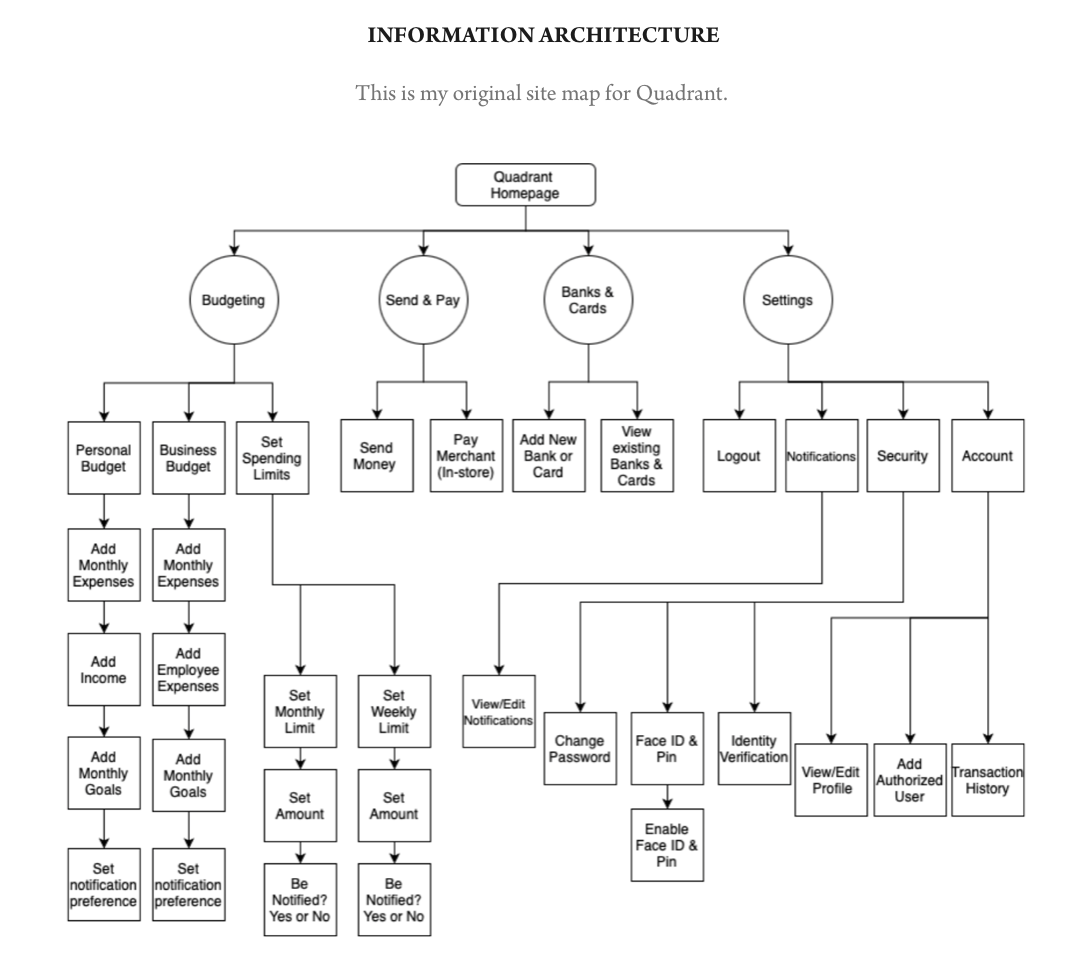 INFORMATION ARCHITECTURE
This is my original site map for Quadrant.
Quadrant
Homepage
Budgeting
Send & Pay
Banks &
Cards
Settings
Personal
Budget
Business
Budget
Set
Spending
Limits
Send
Money
Pay
Merchant
(In-store)
Add New
Bank or
Card
View
existing
Banks &
Cards
Logout
Notifications
Security
Account
Add
Monthly
Expenses
Add
Monthly
Expenses
Add
Income
Add
Employee
Expenses
Add
Monthly
Goals
Add
Monthly
Goals
Set
notification
preference
Set
notification
preference
Set
Monthly
Limit
Set
Weekly
Limit
Set
Amount
Set
Amount
Be
Notified?
Yes or No
Be
Notified?
Yes or No
View/Edit
Notifications
Change
Password
Face ID &
Pin
Identity
Verification
Enable
Face ID &
Pin
View/Edit
Profile
Add
Authorized
User
Transaction
History